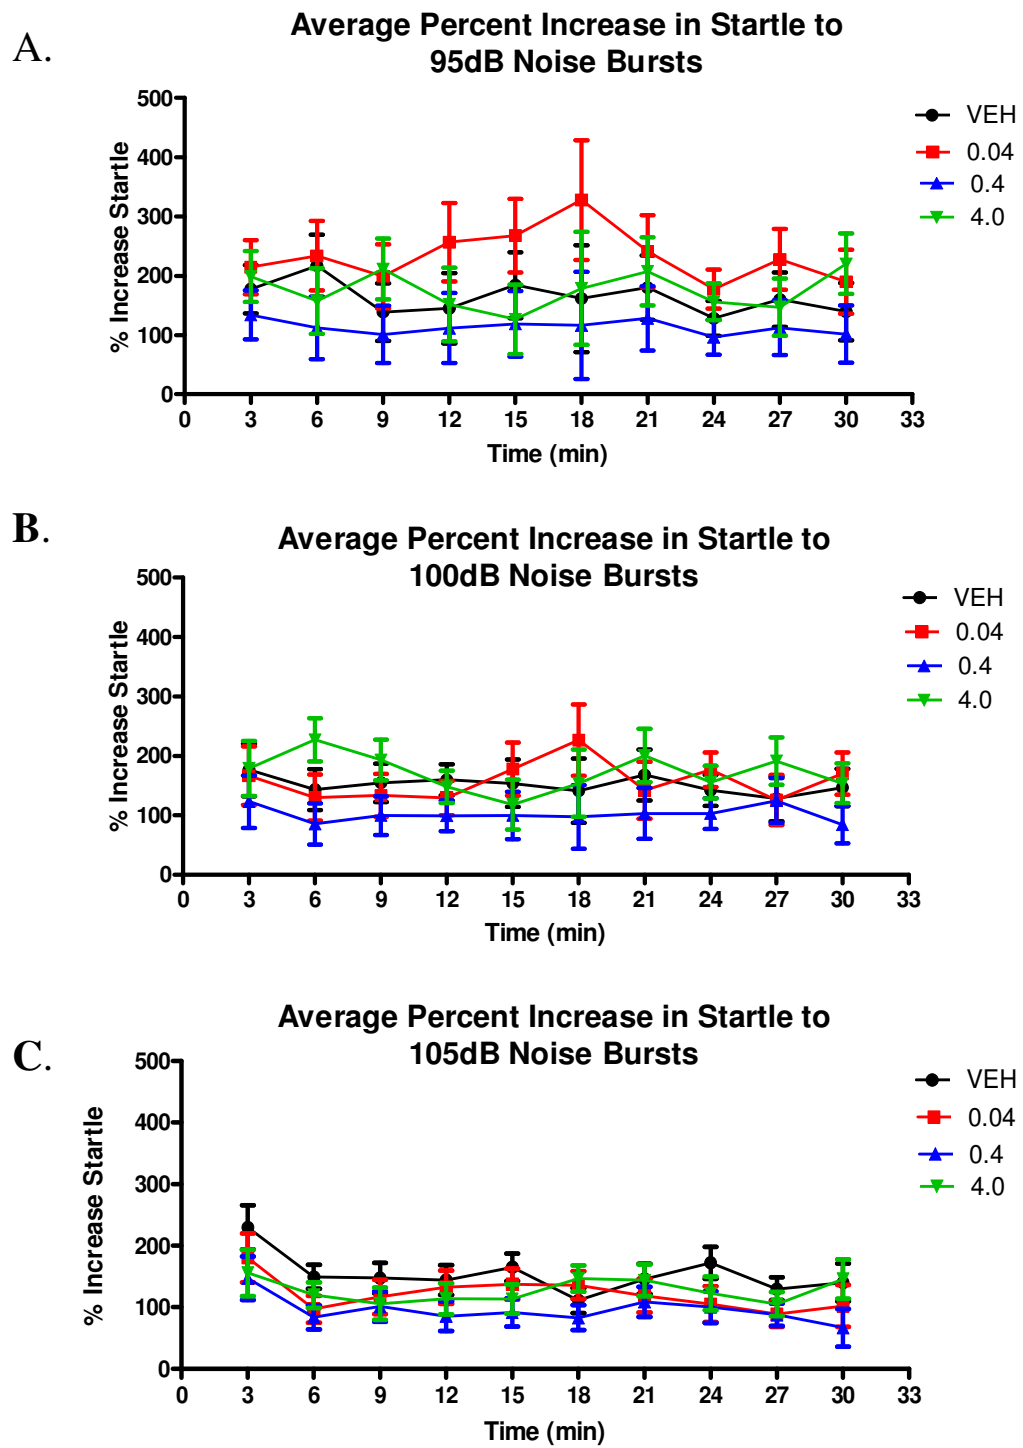 A.
Average Percent Increase in Startle to
95dB Noise Bursts
500
400
300
200
100
0
% Increase Startle
0 3 6 9 12 15 18 21 24 27 30 33
Time (min)
VEH
0.04
0.4
4.0
B.
Average Percent Increase in Startle to
100dB Noise Bursts
500
400
300
200
100
0
% Increase Startle
0 3 6 9 12 15 18 21 24 27 30 33
Time (min)
VEH
0.04
0.4
4.0
C.
Average Percent Increase in Startle to
105dB Noise Bursts
500
400
300
200
100
0
% Increase Startle
0 3 6 9 12 15 18 21 24 27 30 33
Time (min)
VEH
0.04
0.4
4.0